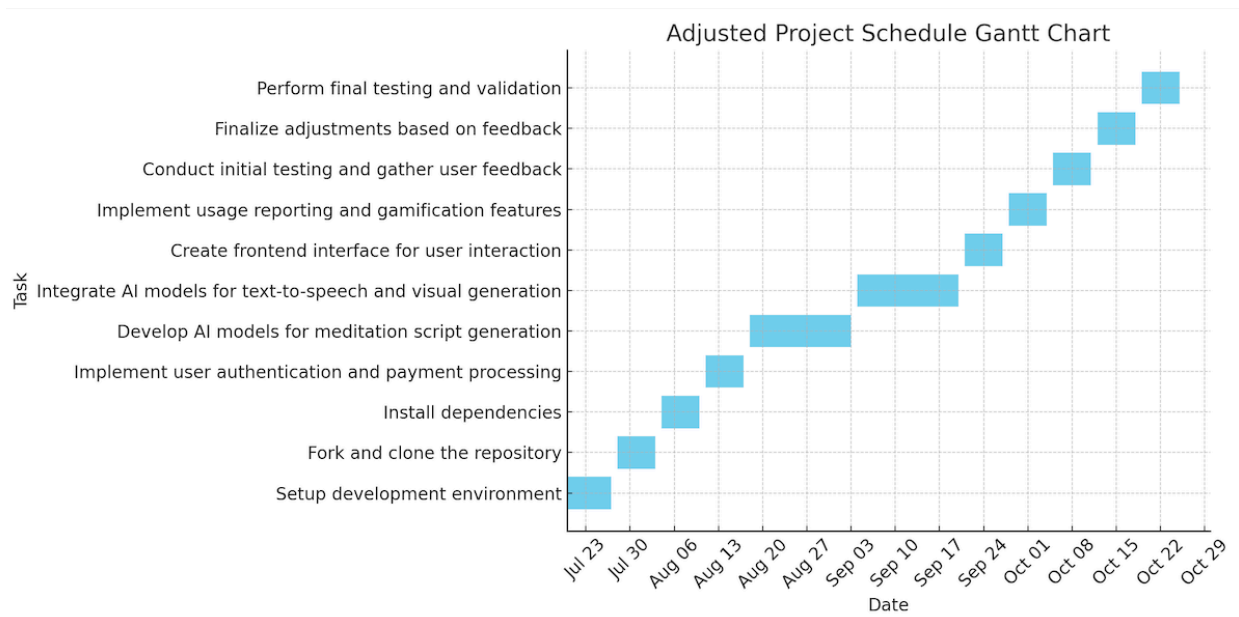 Adjusted Project Schedule Gantt Chart
Perform final testing and validation
Finalize adjustments based on feedback
Conduct initial testing and gather user feedback
Implement usage reporting and gamification features
Create frontend interface for user interaction
Task
Integrate AI models for text-to-speech and visual generation
Develop AI models for meditation script generation
Implement user authentication and payment processing
Install dependencies
Fork and clone the repository
Setup development environment
Jul 23
Jul 30
Aug 06
Aug 13
Aug 20
Aug 27
Sep 03
Sep 10
Sep 17
Sep 24
Oct 01
Oct 08
Oct 15
Oct 22
Oct 29
Date